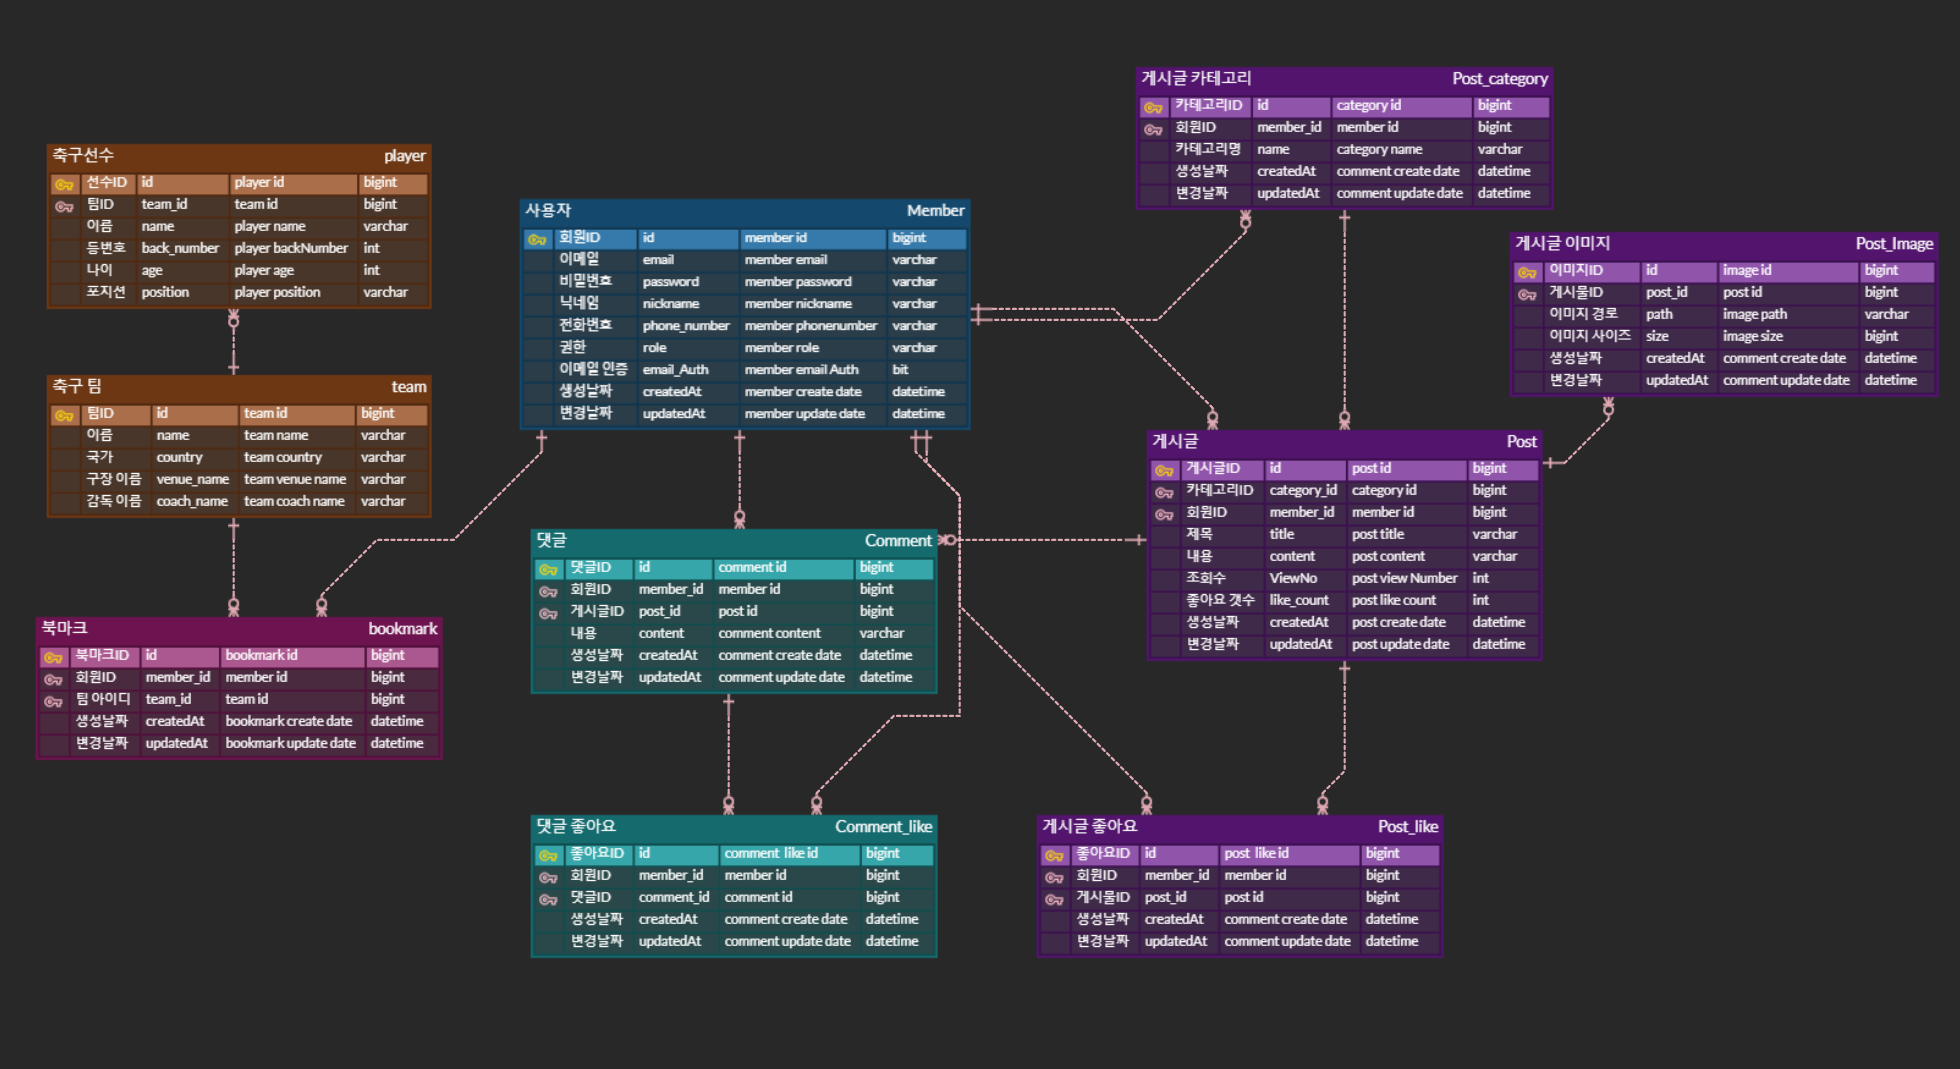 게시글 카테고리 Post_category
카테고리ID id category id bigint
회원ID member_id member id bigint
카테고리명 name category name varchar
생성날짜 createdAt comment create date datetime
변경날짜 updatedAt comment update date datetime
축구선수 player
선수ID id player id bigint
팀ID team_id team id bigint
이름 name player name varchar
등번호 back_number player backNumber int
나이 age player age int
포지션 position player position varchar
사용자 Member
회원ID id member id bigint
이메일 email member email varchar
비밀번호 password member password varchar
닉네임 nickname member nickname varchar
전화번호 phone_number member phonenumber varchar
권한 role member role varchar
이메일 인증 email_Auth member email Auth bit
생성날짜 createdAt member create date datetime
변경날짜 updatedAt member update date datetime
게시글 이미지 Post_Image
이미지ID id image id bigint
게시물ID post_id post id bigint
이미지 경로 path image path varchar
이미지 사이즈 size image size bigint
생성날짜 createdAt comment create date datetime
변경날짜 updatedAt comment update date datetime
축구 팀 team
팀ID id team id bigint
이름 name team name varchar
국가 country team country varchar
구장 이름 venue_name team venue name varchar
감독 이름 coach_name team coach name varchar
게시글 Post
게시글ID id post id bigint
카테고리ID category_id category id bigint
회원ID member_id member id bigint
제목 title post title varchar
내용 content post content varchar
조회수 ViewNo post view Number int
좋아요 갯수 like_count post like count int
생성날짜 createdAt post create date datetime
변경날짜 updatedAt post update date datetime
댓글 Comment
댓글ID id comment id bigint
회원ID member_id member id bigint
게시글ID post_id post id bigint
내용 content comment content varchar
생성날짜 createdAt comment create date datetime
변경날짜 updatedAt comment update date datetime
북마크 bookmark
북마크ID id bookmark id bigint
회원ID member_id member id bigint
팀 아이디 team_id team id bigint
생성날짜 createdAt bookmark create date datetime
변경날짜 updatedAt bookmark update date datetime
댓글 좋아요 Comment_like
좋아요ID id comment like id bigint
회원ID member_id member id bigint
댓글ID comment_id comment id bigint
생성날짜 createdAt comment create date datetime
변경날짜 updatedAt comment update date datetime
게시글 좋아요 Post_like
좋아요ID id post like id bigint
회원ID member_id member id bigint
게시물ID post_id post id bigint
생성날짜 createdAt comment create date datetime
변경날짜 updatedAt comment update date datetime